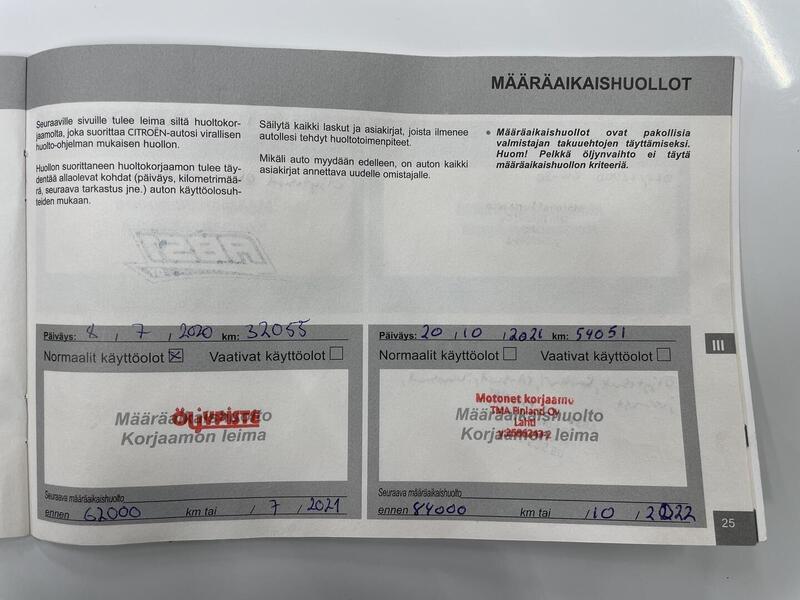 MÄÄRÄAIKAISHUOLLOT
Seuraaville sivuille tulee leima siltä huoltokor-
jaamolta, joka suorittaa CITROËN-autosi virallisen
huolto-ohjelman mukaisen huollon.
Huollon suorittaneen huoltokorjaamon tulee täy-
dentää allaolevat kohdat (päiväys, kilometrimää-
rä, seuraava tarkastus jne.) auton käyttöolosuh-
teiden mukaan.
Säilytä kaikki laskut ja asiakirjat, joista ilmenee
autollesi tehdyt huoltotoimenpiteet.
Mikäli auto myydään edelleen, on auton kaikki
asiakirjat annettava uudelle omistajalle.
• Määräaikaishuollot ovat pakollisia
valmistajan takuuehtojen täyttämiseksi.
Huom! Pelkkä öljynvaihto ei täytä
määräaikaishuollon kriteeriä.
Päiväys: 8 / 7 / 2020 km: 32055
Normaalit käyttöolot Vaativat käyttöolot
Määräaikaishuolto
ÖLJYPISTE
Korjaamon leima
Seuraava määräaikaishuolto
ennen 62000 km tai / 7 / 2021
Päiväys: 20 / 10 / 2021 km: 54051
Normaalit käyttöolot Vaativat käyttöolot
Motonet korjaamo
TMA Finland Oy
Määräaikaishuolto
Lahti
Korjaamon leima
Seuraava määräaikaishuolto
ennen 84000 km tai / 10 / 2022
III
25